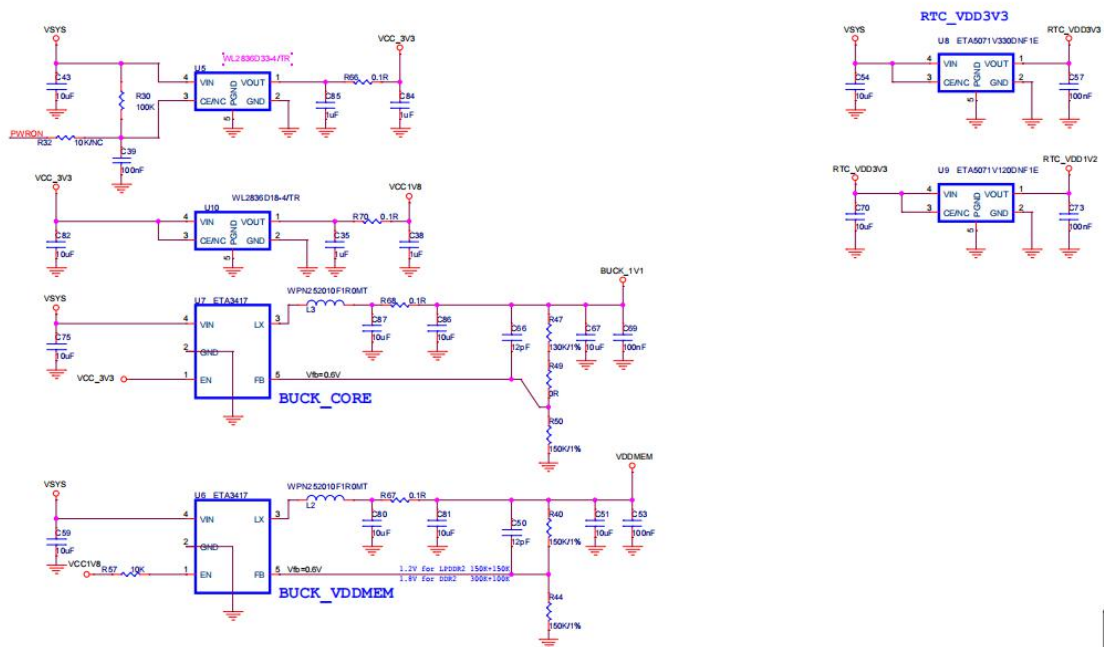 RTC_VDD3V3
VSYS
C43
10uF
R30
100K
PWRON
R32 10K/NC
C39
100nF
WL2836D33-4/TR
U5
4 VIN VOUT 1
3 CE/NC GND 2
PGND
5
C85
1uF
R66 0.1R
VCC_3V3
C84
1uF
VSYS
C54
10uF
U8 ETA5071V330DNF1E
4 VIN VOUT 1
3 CE/NC GND 2
PGND
5
RTC_VDD3V3
C57
100nF
VCC_3V3
C82
10uF
WL2836D18-4/TR
U10
4 VIN VOUT 1
3 CE/NC GND 2
PGND
5
C35
1uF
R70 0.1R
VCC1V8
C38
1uF
RTC_VDD3V3
C70
10uF
U9 ETA5071V120DNF1E
4 VIN VOUT 1
3 CE/NC GND 2
PGND
5
RTC_VDD1V2
C73
100nF
VSYS
C75
10uF
VCC_3V3
U7 ETA3417
4 VIN LX 3
2 GND
1 EN FB 5
WPN252010F1R0MT
L3
C87
10uF
R68 0.1R
C86
10uF
Vfb=0.6V
C66
12pF
R47
130K/1%
R49
0R
R50
150K/1%
C67
10uF
BUCK_1V1
C69
100nF
BUCK_CORE
VSYS
C59
10uF
VCC1V8
R57 10K
U6 ETA3417
4 VIN LX 3
2 GND
1 EN FB 5
WPN252010F1R0MT
L2
C80
10uF
R67 0.1R
C81
10uF
Vfb=0.6V
C50
12pF
R40
150K/1%
C51
10uF
VDDMEM
C53
100nF
1.2V for LPDDR2 150K+150K
1.8V for DDR2 300K+100K
R44
150K/1%
BUCK_VDDMEM